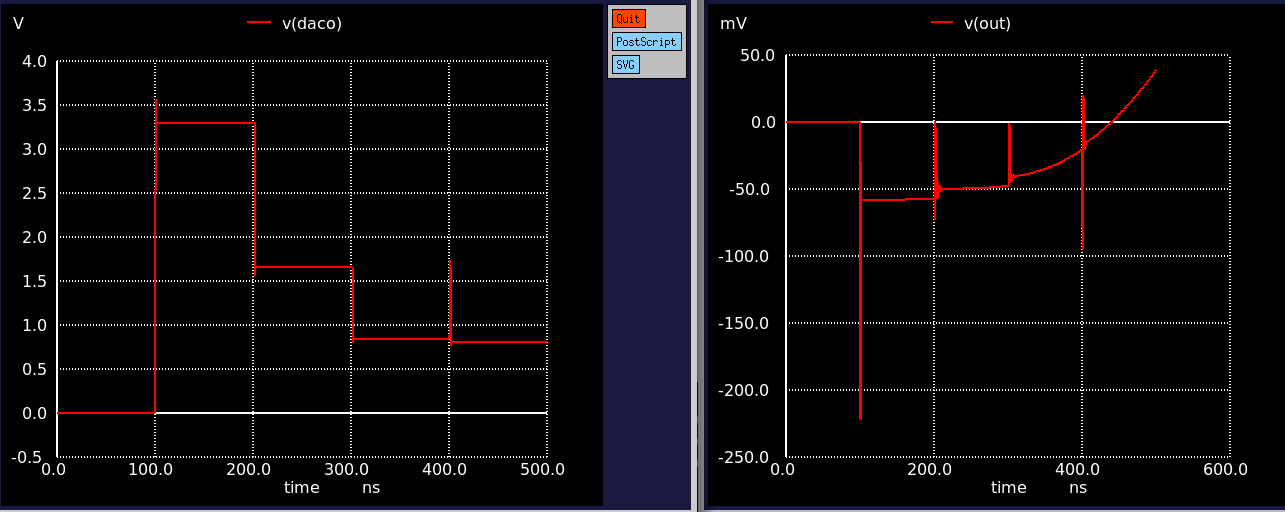 V
v(daco)
4.0
3.5
3.0
2.5
2.0
1.5
1.0
0.5
0.0
-0.5
0.0 100.0 200.0 300.0 400.0 500.0
time ns
Quit
PostScript
SVG
mV
v(out)
50.0
0.0
-50.0
-100.0
-150.0
-200.0
-250.0
0.0 200.0 400.0 600.0
time ns